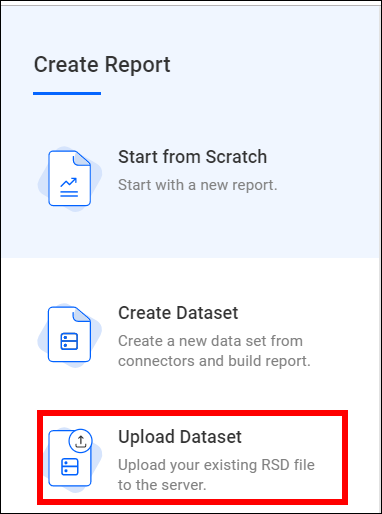 Create Report
Start from Scratch
Start with a new report.
Create Dataset
Create a new data set from
connectors and build report.
Upload Dataset
Upload your existing RSD file
to the server.